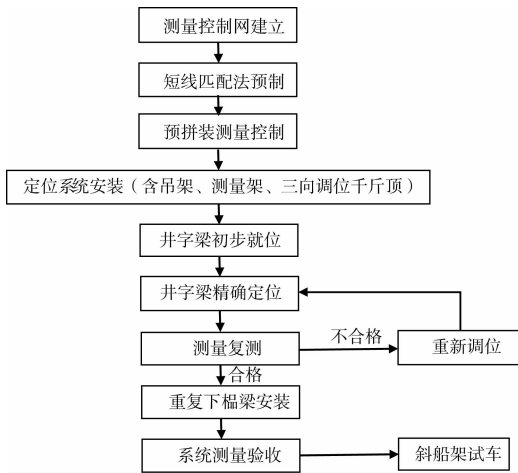 测量控制网建立
短线匹配法预制
预拼装测量控制
定位系统安装（含吊架、测量架、三向调位千斤顶）
井字梁初步就位
井字梁精确定位
测量复测
不合格
重新调位
合格
重复下榀梁安装
系统测量验收
斜船架试车